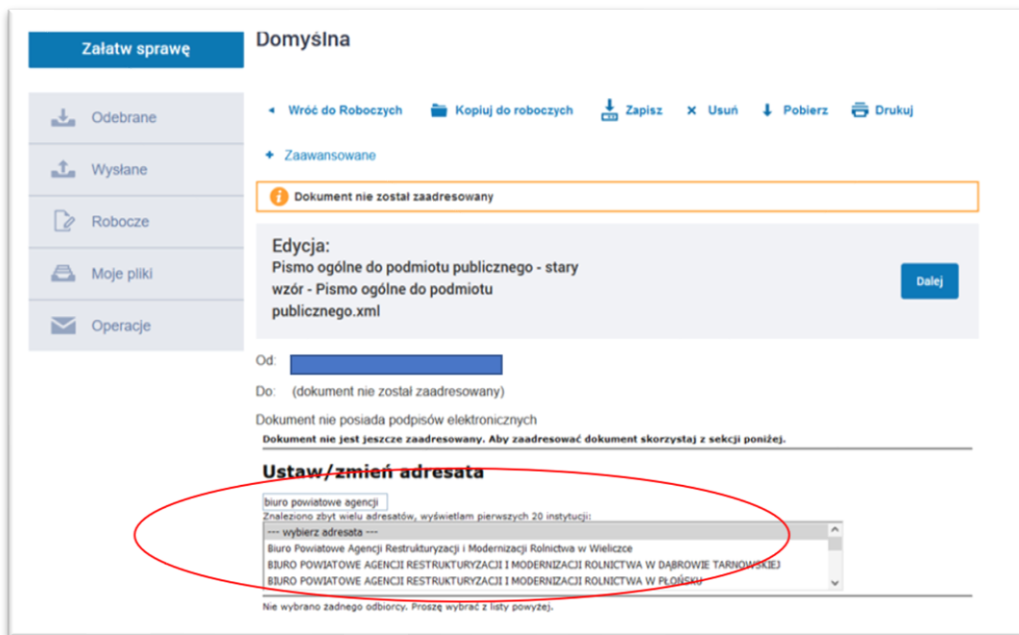 Załatw sprawę
Domyślna
Odebrane
Wysłane
Robocze
Moje pliki
Operacje
Wróć do Roboczych Kopiuj do roboczych Zapisz Usuń Pobierz Drukuj
Zaawansowane
Dokument nie został zaadresowany
Edycja:
Pismo ogólne do podmiotu publicznego - stary
wzór - Pismo ogólne do podmiotu
publicznego.xml
Dalej
Od:
Do: (dokument nie został zaadresowany)
Dokument nie posiada podpisów elektronicznych
Dokument nie jest jeszcze zaadresowany. Aby zaadresować dokument skorzystaj z sekcji poniżej.
Ustaw/zmień adresata
biuro powiatowe agencji
Znaleziono zbyt wielu adresatów, wyświetlam pierwszych 20 instytucji:
--- wybierz adresata ---
Biuro Powiatowe Agencji Restrukturyzacji i Modernizacji Rolnictwa w Wieliczce
BIURO POWIATOWE AGENCJI RESTRUKTURYZACJI I MODERNIZACJI ROLNICTWA W DĄBROWIE TARNOWSKIEJ
BIURO POWIATOWE AGENCJI RESTRUKTURYZACJI I MODERNIZACJI ROLNICTWA W PŁOŃSKU
Nie wybrano żadnego odbiorcy. Proszę wybrać z listy powyżej.